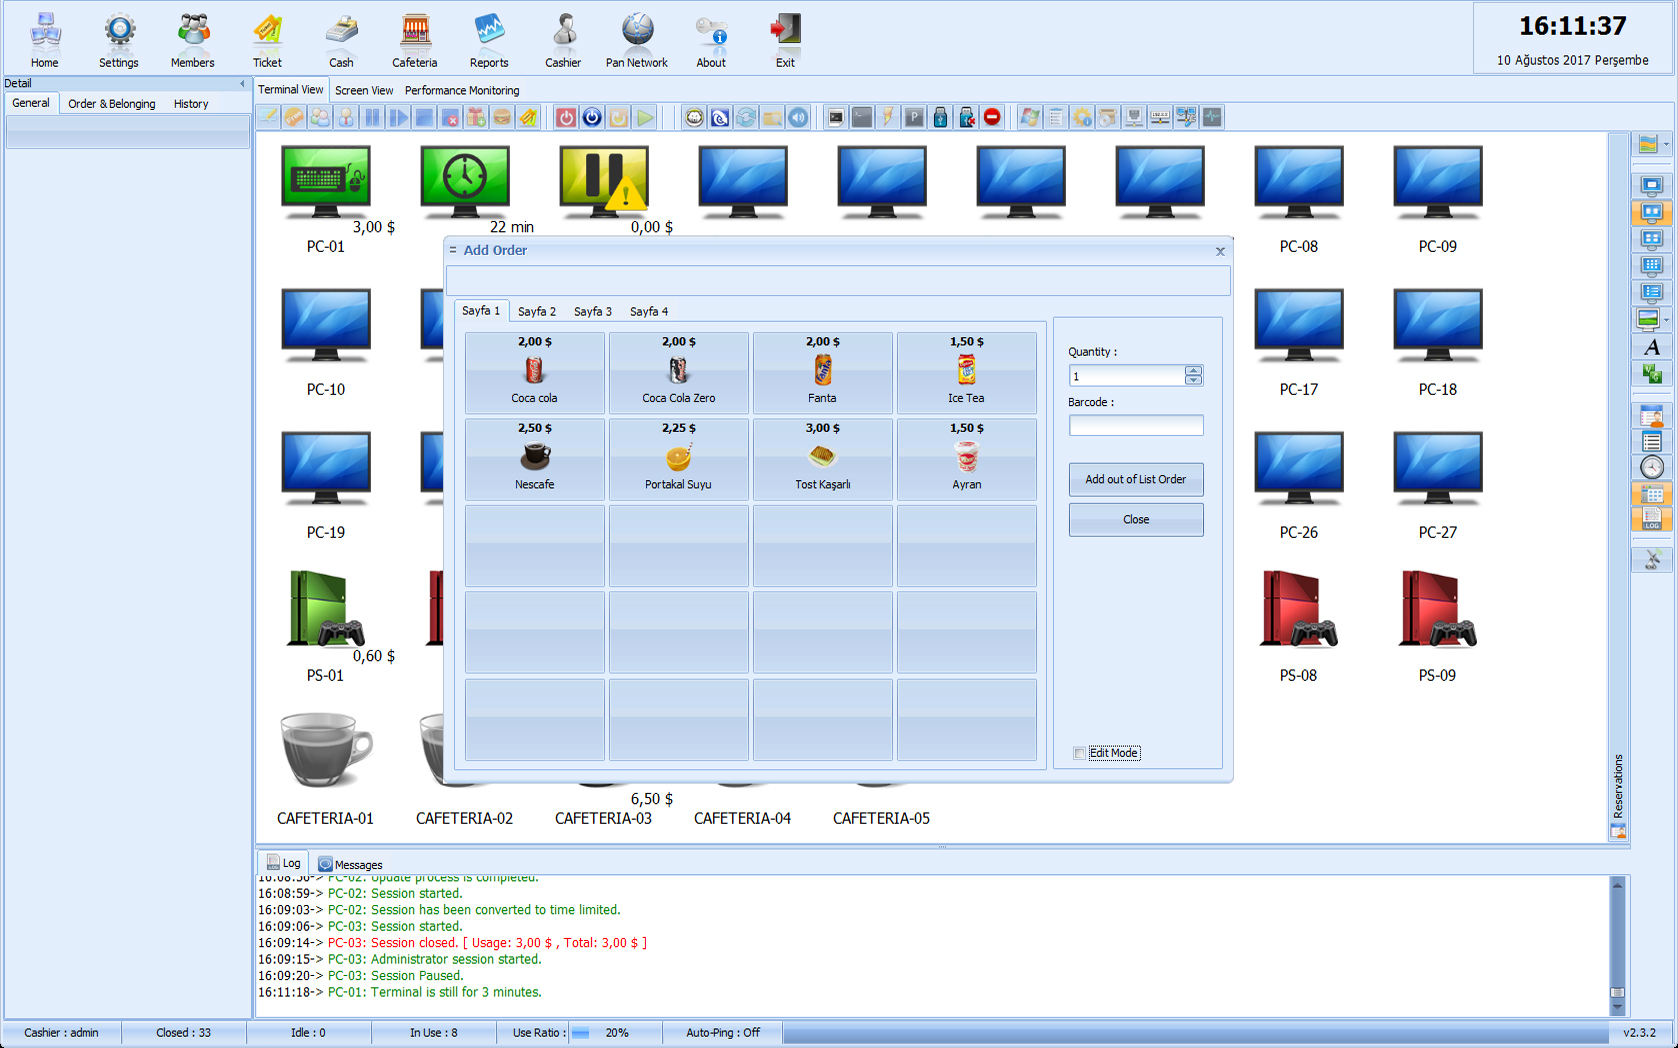 Home
Settings
Members
Ticket
Cash
Cafeteria
Reports
Cashier
Pan Network
About
Exit
16:11:37
10 Ağustos 2017 Perşembe
Detail
General
Order & Belonging
History
Terminal View
Screen View
Performance Monitoring
3,00 $
22 min
0,00 $
PC-01
PC-08
PC-09
Add Order
x
Sayfa 1
Sayfa 2
Sayfa 3
Sayfa 4
2,00 $
Coca cola
2,00 $
Coca Cola Zero
2,00 $
Fanta
1,50 $
Ice Tea
2,50 $
Nescafe
2,25 $
Portakal Suyu
3,00 $
Tost Kaşarlı
1,50 $
Ayran
Quantity :
1
Barcode :
Add out of List Order
Close
Edit Mode
PC-10
PC-17
PC-18
PC-19
PC-26
PC-27
0,60 $
PS-01
PS-08
PS-09
6,50 $
CAFETERIA-01
CAFETERIA-02
CAFETERIA-03
CAFETERIA-04
CAFETERIA-05
Reservations
A
LOG
Log
Messages
PC-02: Update process is completed.
16:08:59-> PC-02: Session started.
16:09:03-> PC-02: Session has been converted to time limited.
16:09:06-> PC-03: Session started.
16:09:14-> PC-03: Session closed. [ Usage: 3,00 $ , Total: 3,00 $ ]
16:09:15-> PC-03: Administrator session started.
16:09:20-> PC-03: Session Paused.
16:11:18-> PC-01: Terminal is still for 3 minutes.
Cashier : admin
Closed : 33
Idle : 0
In Use : 8
Use Ratio :
20%
Auto-Ping : Off
v2.3.2